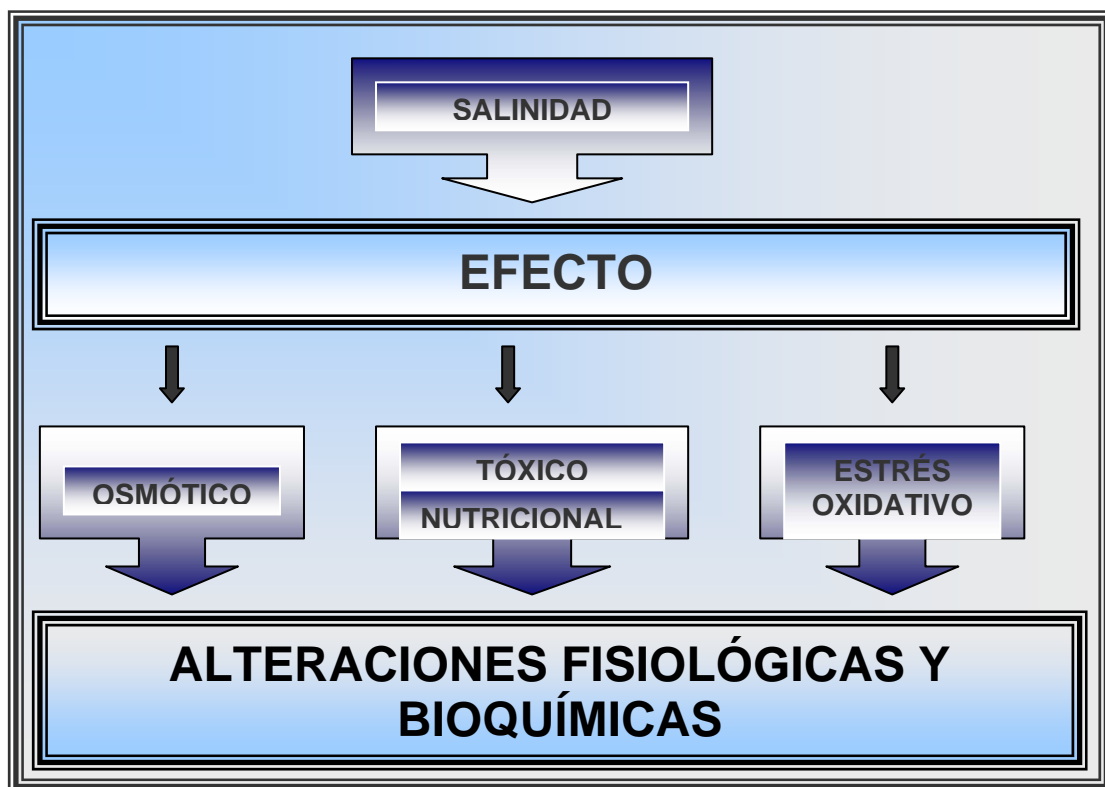 SALINIDAD
EFECTO
OSMÓTICO
TÓXICO
NUTRICIONAL
ESTRÉS
OXIDATIVO
ALTERACIONES FISIOLÓGICAS Y
BIOQUÍMICAS